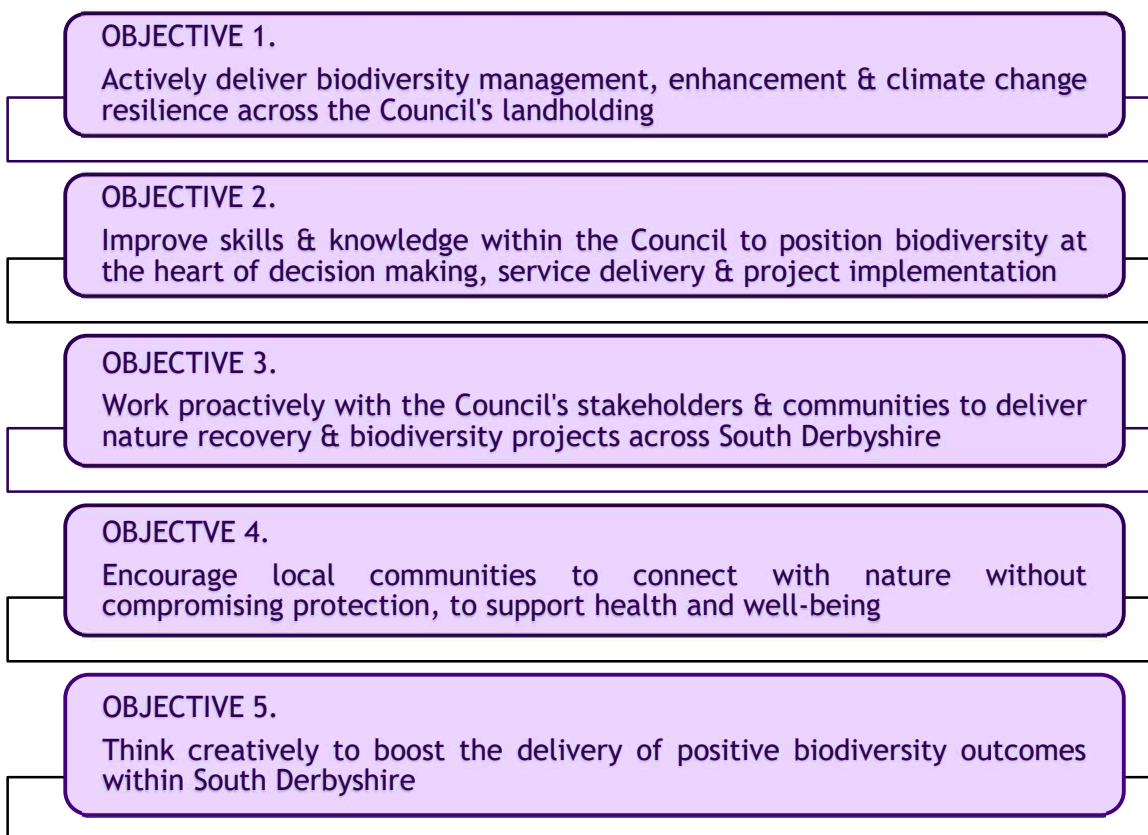 OBJECTIVE 1.
Actively deliver biodiversity management, enhancement & climate change
resilience across the Council's landholding
OBJECTIVE 2.
Improve skills & knowledge within the Council to position biodiversity at
the heart of decision making, service delivery & project implementation
OBJECTIVE 3.
Work proactively with the Council's stakeholders & communities to deliver
nature recovery & biodiversity projects across South Derbyshire
OBJECTVE 4.
Encourage local communities to connect with nature without
compromising protection, to support health and well-being
OBJECTIVE 5.
Think creatively to boost the delivery of positive biodiversity outcomes
within South Derbyshire